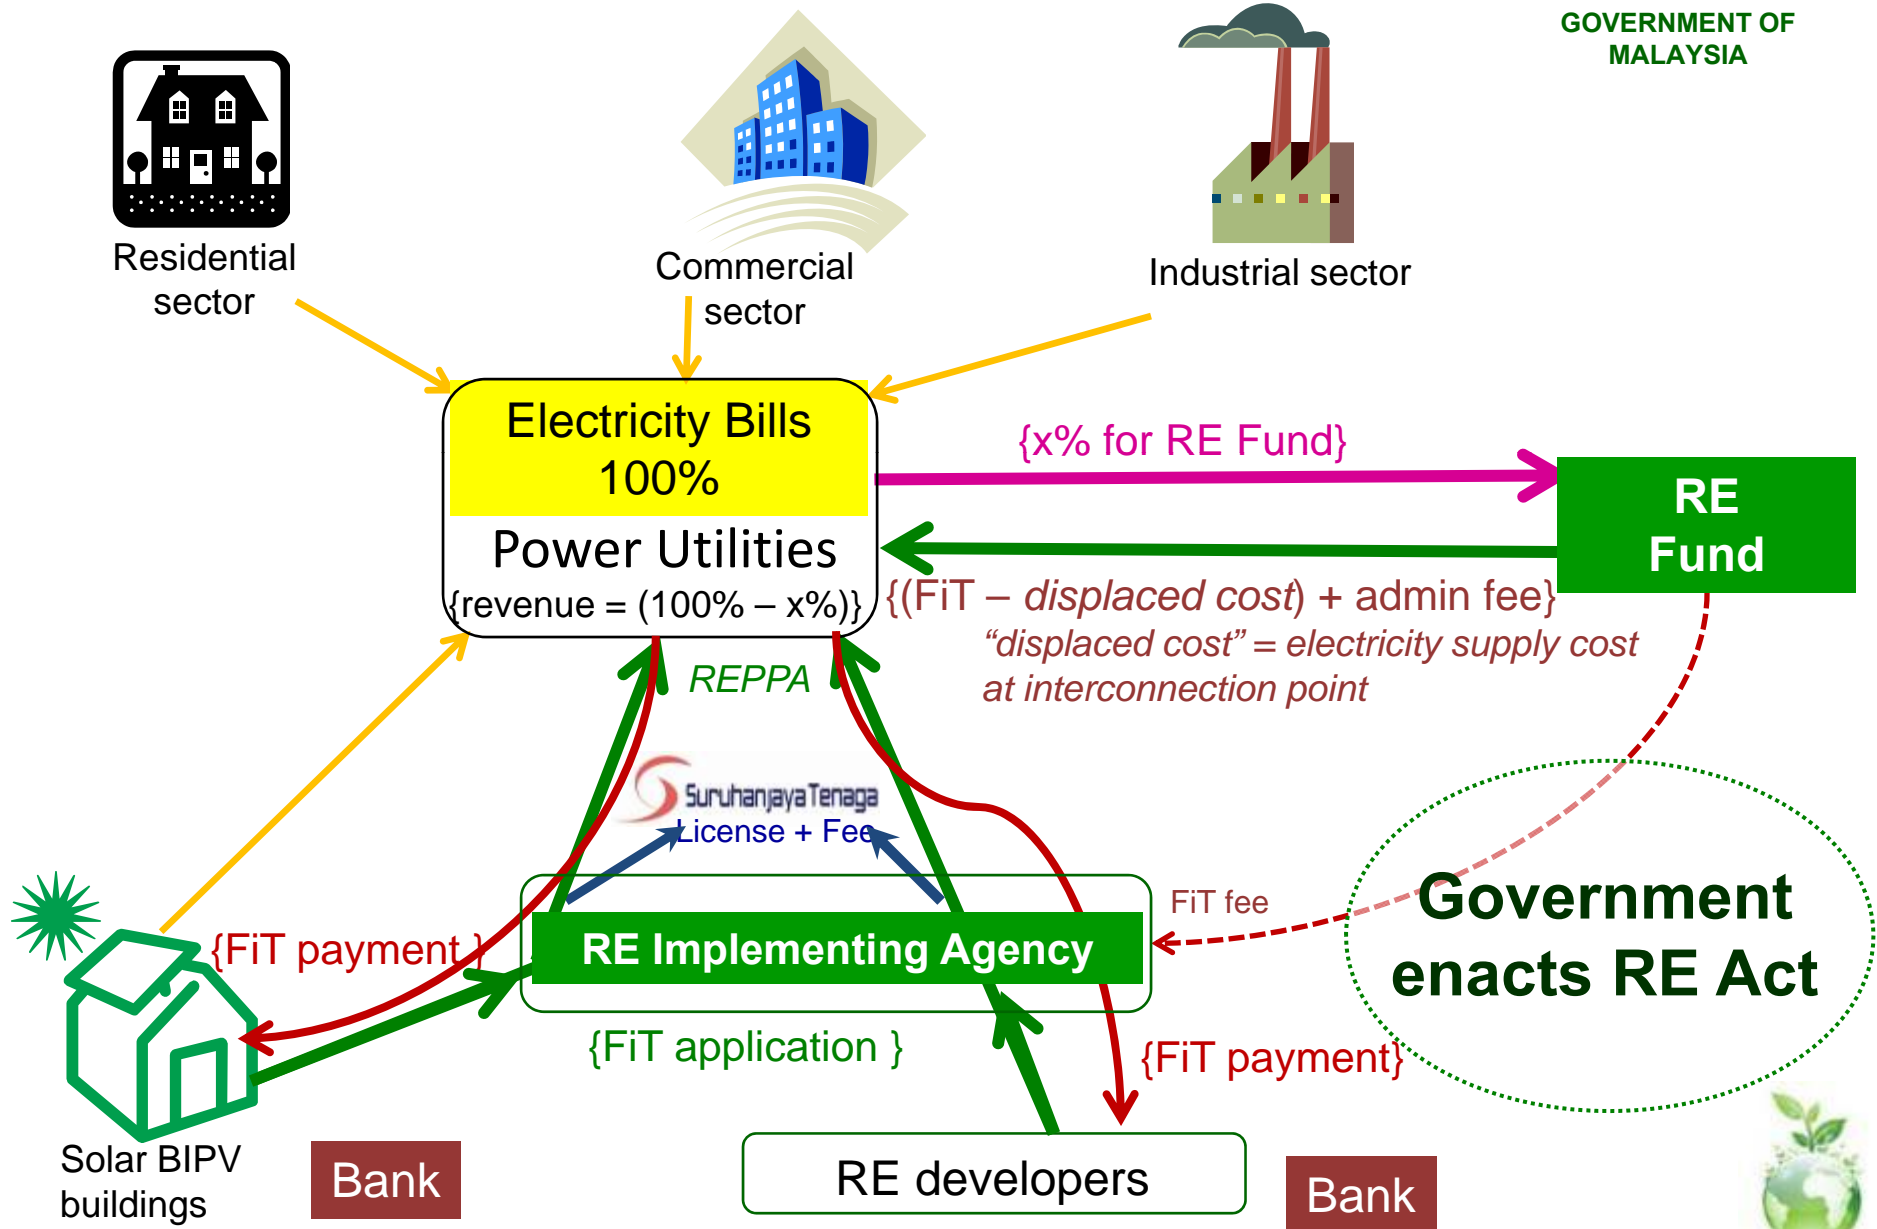 GOVERNMENT OF
MALAYSIA
Residential
sector
Commercial
sector
Industrial sector
Electricity Bills
100%
Power Utilities
{revenue = (100% – x%)}
{x% for RE Fund}
RE
Fund
{(FiT – displaced cost) + admin fee}
“displaced cost” = electricity supply cost
at interconnection point
REPPA
SuruhanjayaTenaga
License + Fee
FiT fee
Government
enacts RE Act
{FiT payment }
RE Implementing Agency
{FiT application }
{FiT payment}
Solar BIPV
buildings
Bank
RE developers
Bank